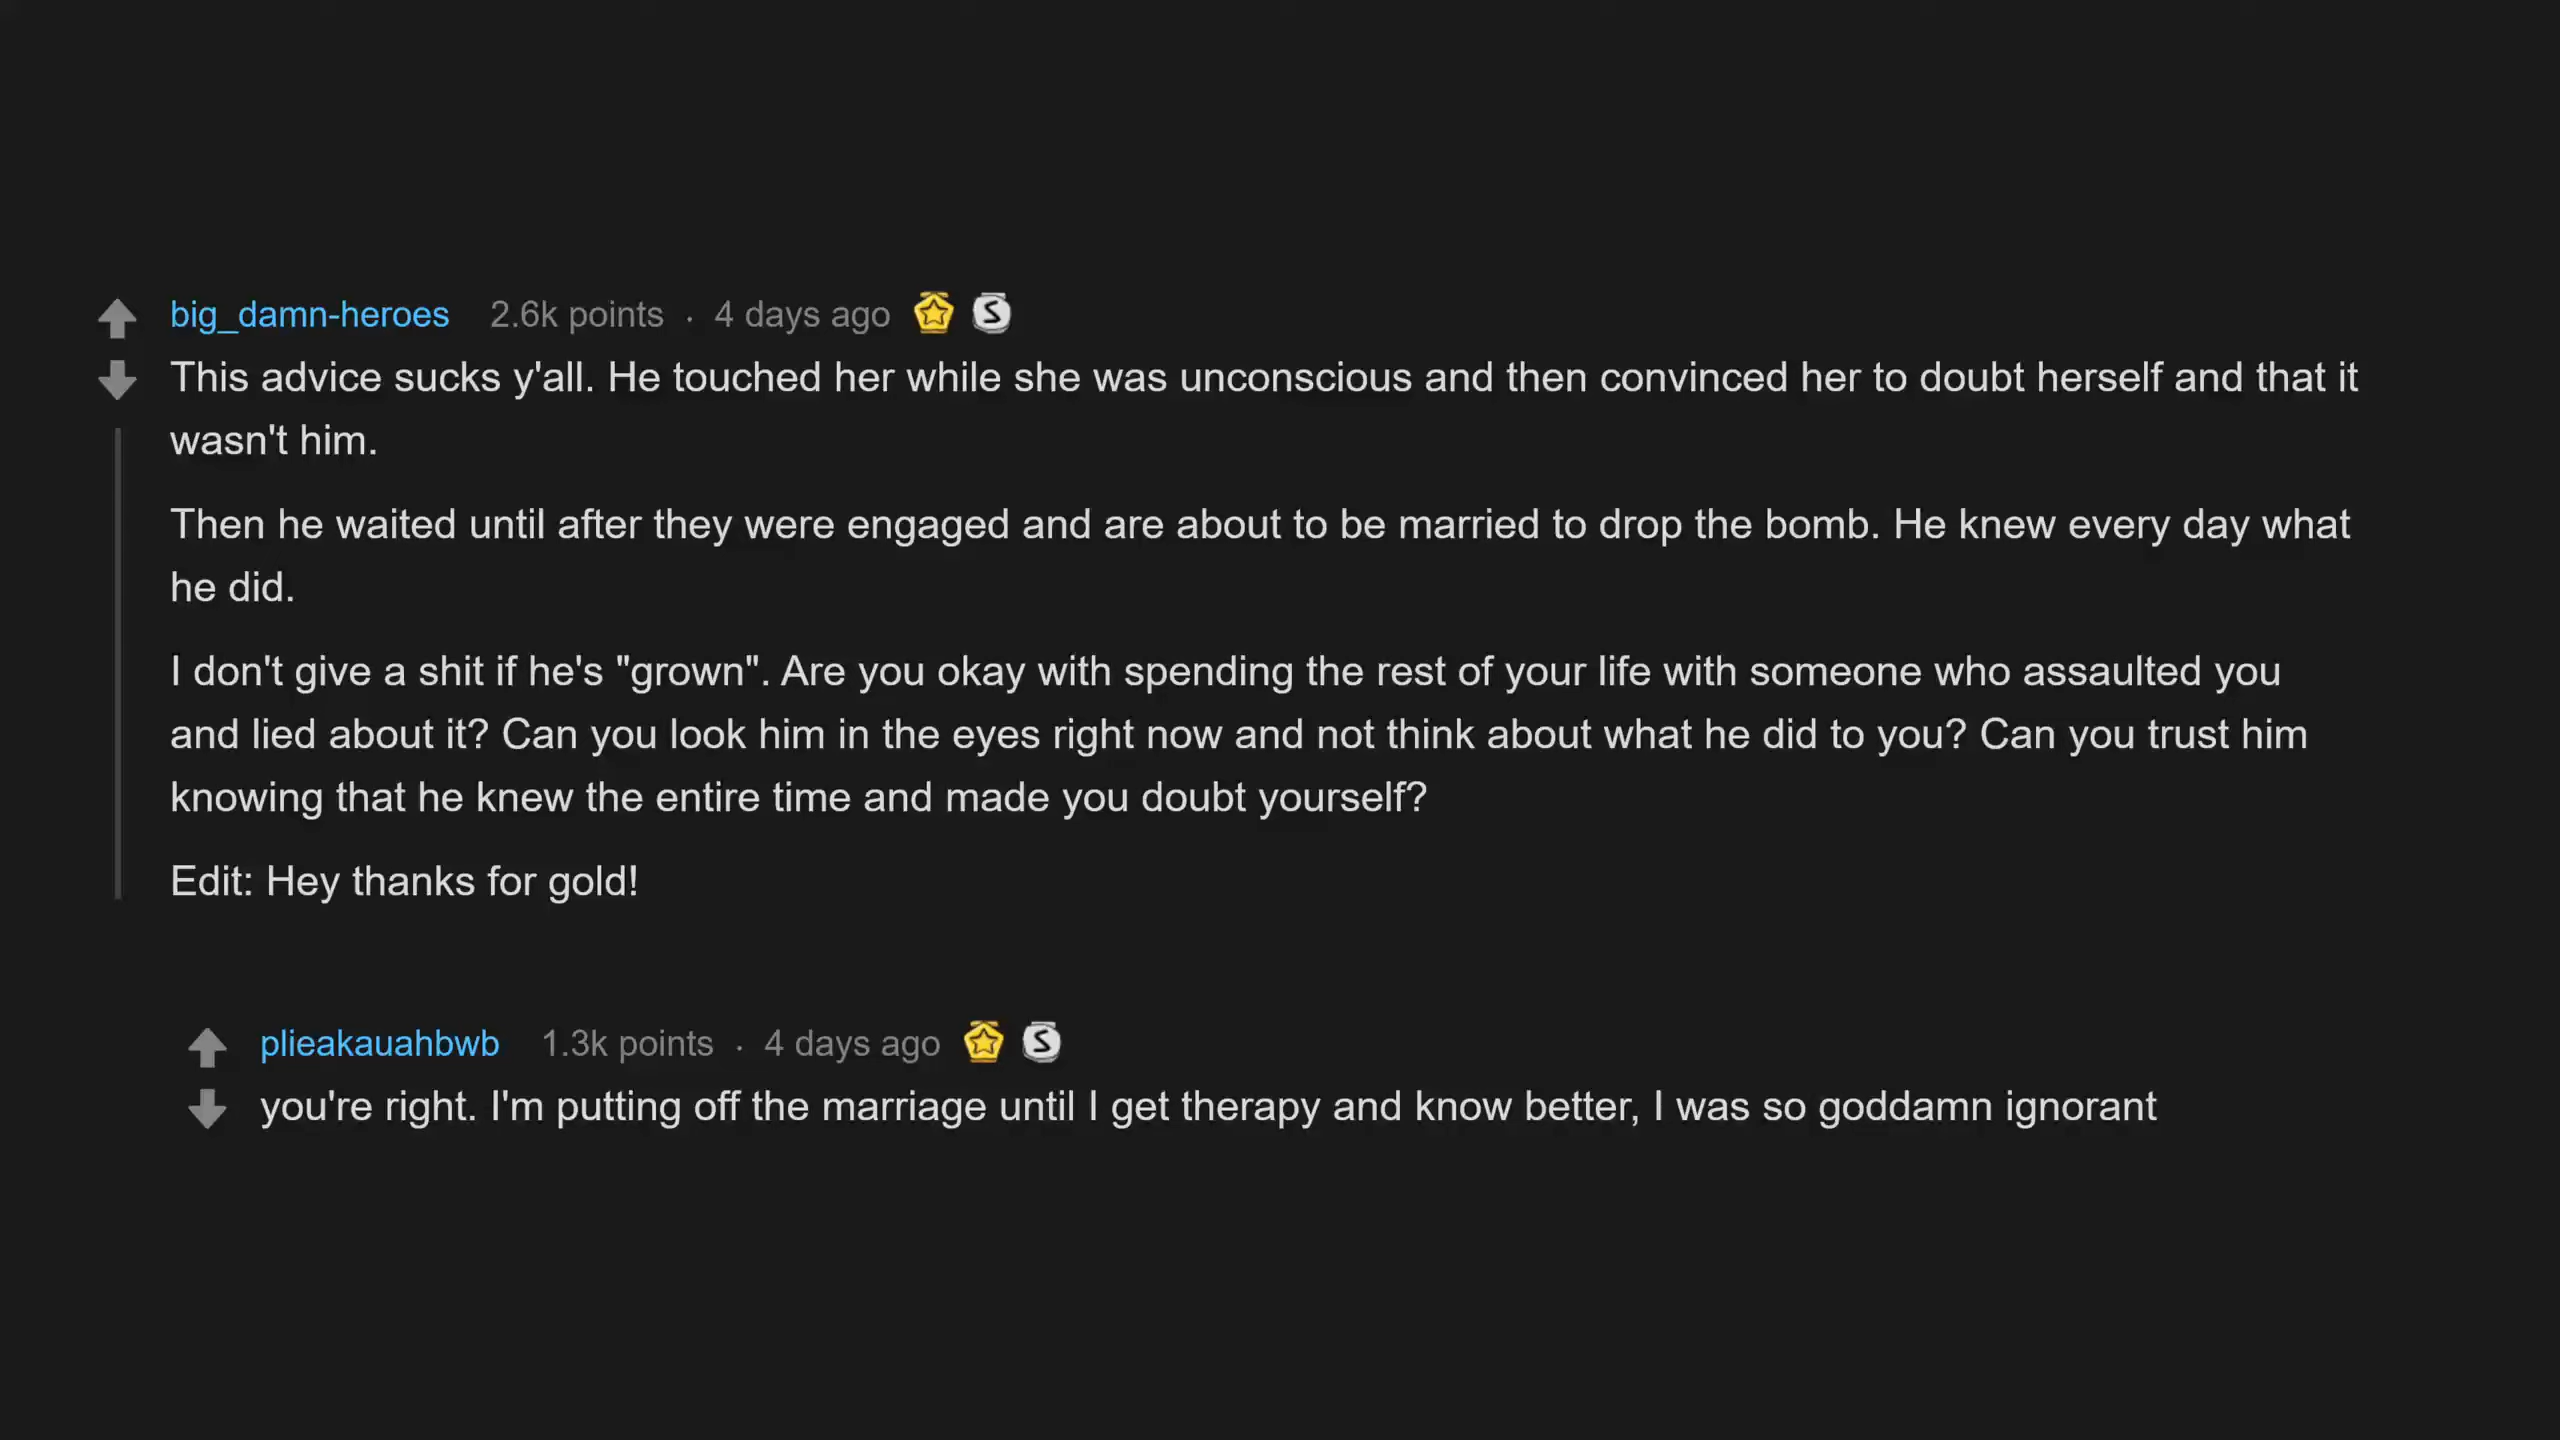 big_damn-heroes 2.6k points · 4 days ago
This advice sucks y'all. He touched her while she was unconscious and then convinced her to doubt herself and that it
wasn't him.
Then he waited until after they were engaged and are about to be married to drop the bomb. He knew every day what
he did.
I don't give a shit if he's "grown". Are you okay with spending the rest of your life with someone who assaulted you
and lied about it? Can you look him in the eyes right now and not think about what he did to you? Can you trust him
knowing that he knew the entire time and made you doubt yourself?
Edit: Hey thanks for gold!
plieakauahbwb 1.3k points · 4 days ago
you're right. I'm putting off the marriage until I get therapy and know better, I was so goddamn ignorant